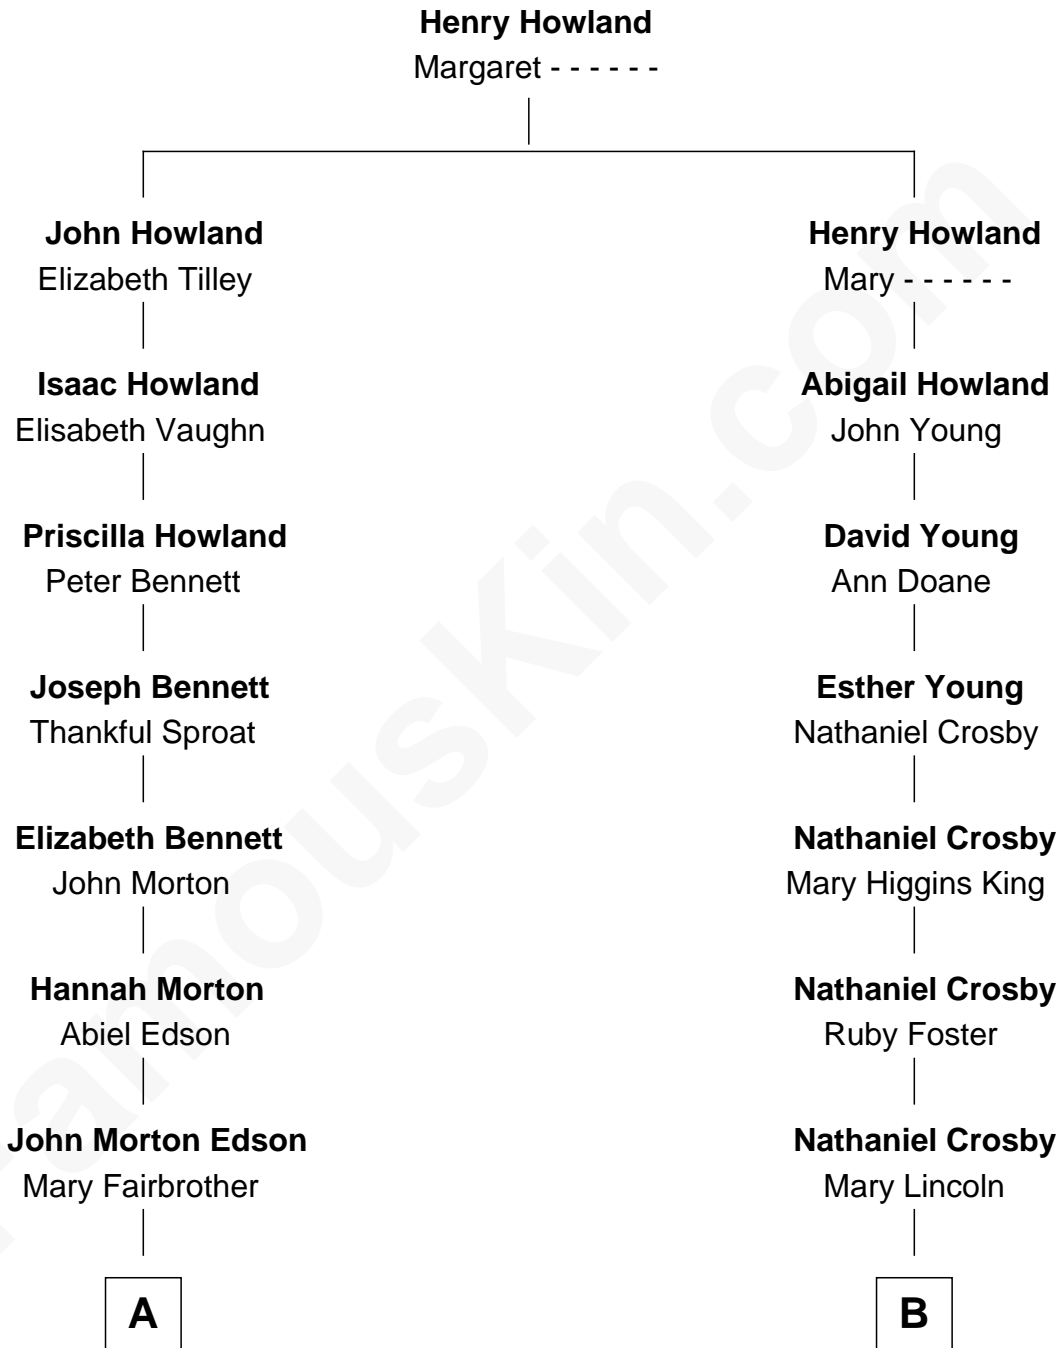 Henry Howland
Margaret - - - - - -
John Howland
Elizabeth Tilley
Henry Howland
Mary - - - - - -
Isaac Howland
Elisabeth Vaughn
Abigail Howland
John Young
Priscilla Howland
Peter Bennett
David Young
Ann Doane
Joseph Bennett
Thankful Sproat
Esther Young
Nathaniel Crosby
Elizabeth Bennett
John Morton
Nathaniel Crosby
Mary Higgins King
Hannah Morton
Abiel Edson
Nathaniel Crosby
Ruby Foster
John Morton Edson
Mary Fairbrother
Nathaniel Crosby
Mary Lincoln
A
B
FamousKin.com